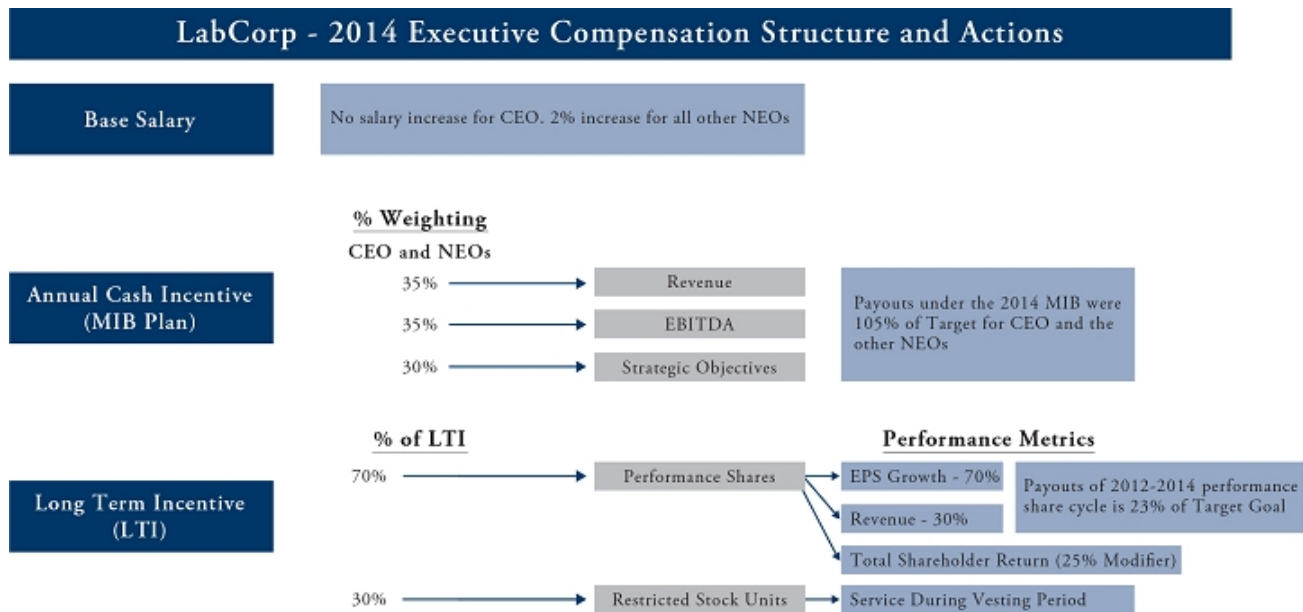 LabCorp - 2014 Executive Compensation Structure and Actions
Base Salary
No salary increase for CEO. 2% increase for all other NEOs
% Weighting
CEO and NEOs
Annual Cash Incentive
(MIB Plan)
35%
Revenue
35%
EBITDA
30%
Strategic Objectives
Payouts under the 2014 MIB were
105% of Target for CEO and the
other NEOs
% of LTI
Performance Metrics
Long Term Incentive
(LTI)
70%
Performance Shares
EPS Growth - 70%
Revenue - 30%
Total Shareholder Return (25% Modifier)
Payouts of 2012-2014 performance
share cycle is 23% of Target Goal
30%
Restricted Stock Units
Service During Vesting Period